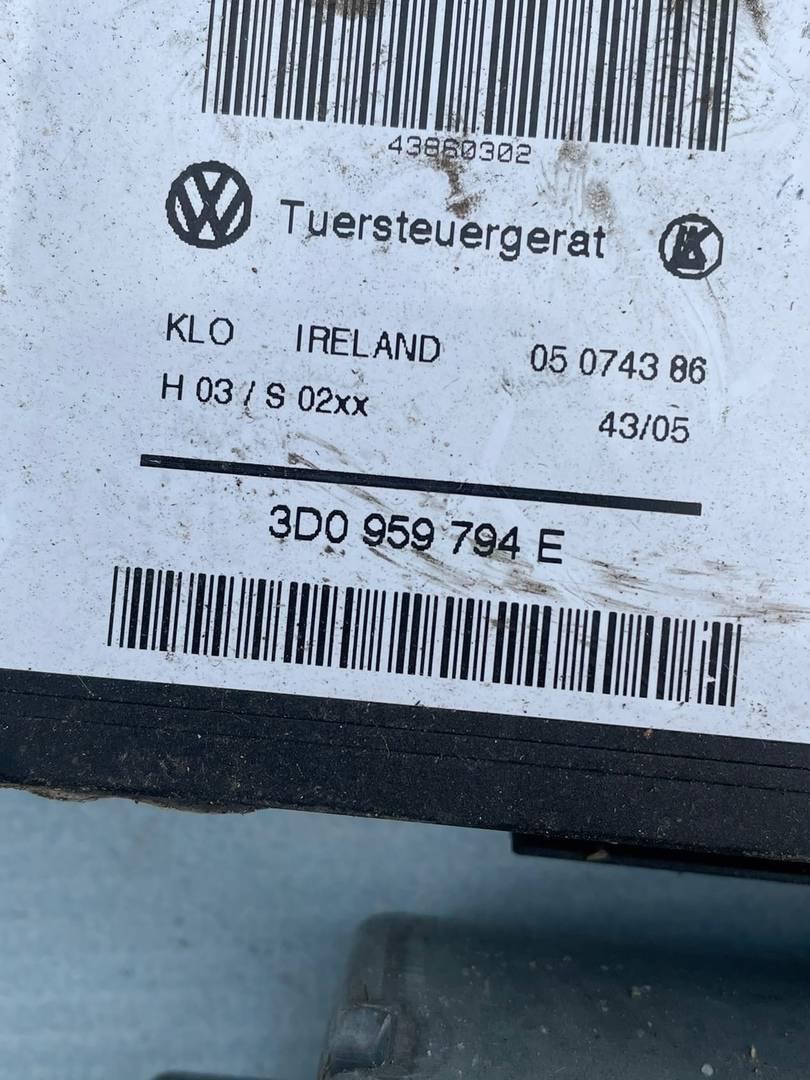 43860302
Tuersteuergerat
KLO IRELAND 05 0743 86
H 03 / S 02xx 43/05
3D0 959 794 E